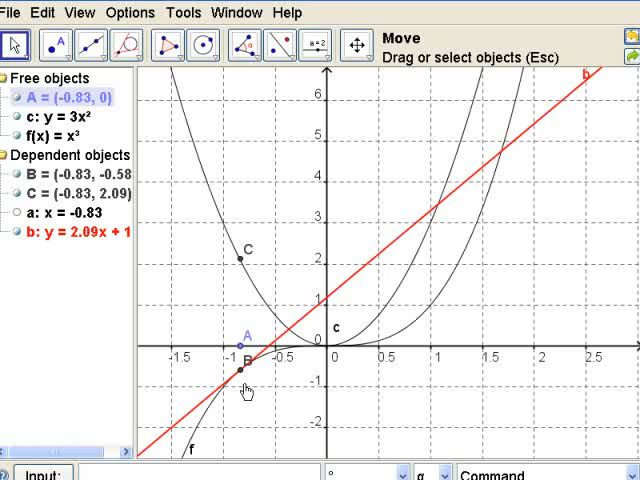 File Edit View Options Tools Window Help
A a=2 Move
Drag or select objects (Esc)
Free objects
A = (-0.83, 0)
c: y = 3x²
f(x) = x³
Dependent objects
B = (-0.83, -0.58
C = (-0.83, 2.09)
a: x = -0.83
b: y = 2.09x + 1
b
6
5
4
3
C
2
1
c
A
0
-1.5 -1 -0.5 0 0.5 1 1.5 2 2.5
B
-1
-2
f
Input: ° α Command